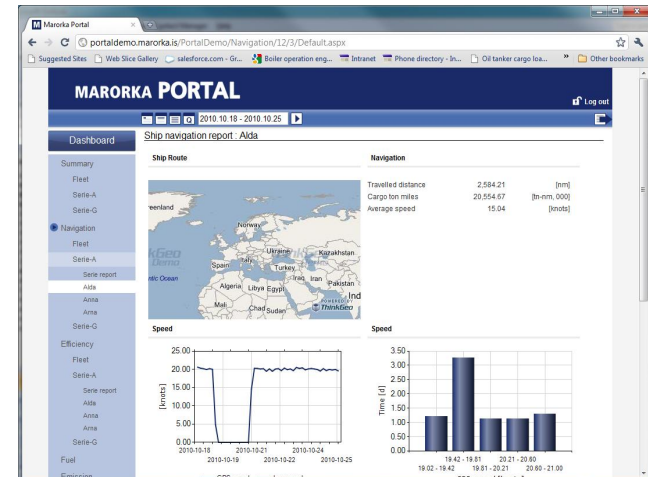 Marorka Portal
portaldemo.marorka.is/PortalDemo/Navigation/12/3/Default.aspx
Suggested Sites Web Slice Gallery salesforce.com - Gr... Boiler operation eng... Intranet Phone directory - In... Oil tanker cargo loa... » Other bookmarks
MARORKA PORTAL
Log out
Q 2010.10.18 - 2010.10.25
Dashboard
Ship navigation report : Alda
Summary
Fleet
Serie-A
Serie-G
Navigation
Fleet
Serie-A
Serie report
Alda
Anna
Arna
Serie-G
Efficiency
Fleet
Serie-A
Serie report
Alda
Anna
Arna
Serie-G
Fuel
Emission
Ship Route
eenland
Norway
Ukraine
Kazakhstan
Spain
Italy
Turkey
Iraq
Iran
ntic Ocean
Algeria
Libya
Egypt
Pakistan
Ind
Mali
Chad
Sudan
POWERED BY
ThinkGeo
Navigation
Travelled distance 2,584.21 [nm]
Cargo ton miles 20,554.67 [tn-nm, 000]
Average speed 15.04 [knots]
Speed
25.00
20.00
15.00
10.00
5.00
0.00
[knots]
2010-10-18 2010-10-21 2010-10-24
2010-10-19 2010-10-22 2010-10-25
Speed
3.50
3.00
2.50
2.00
1.50
1.00
0.50
0.00
Time [d]
19.42 - 19.81 20.21 - 20.60
19.02 - 19.42 19.81 - 20.21 20.60 - 21.00